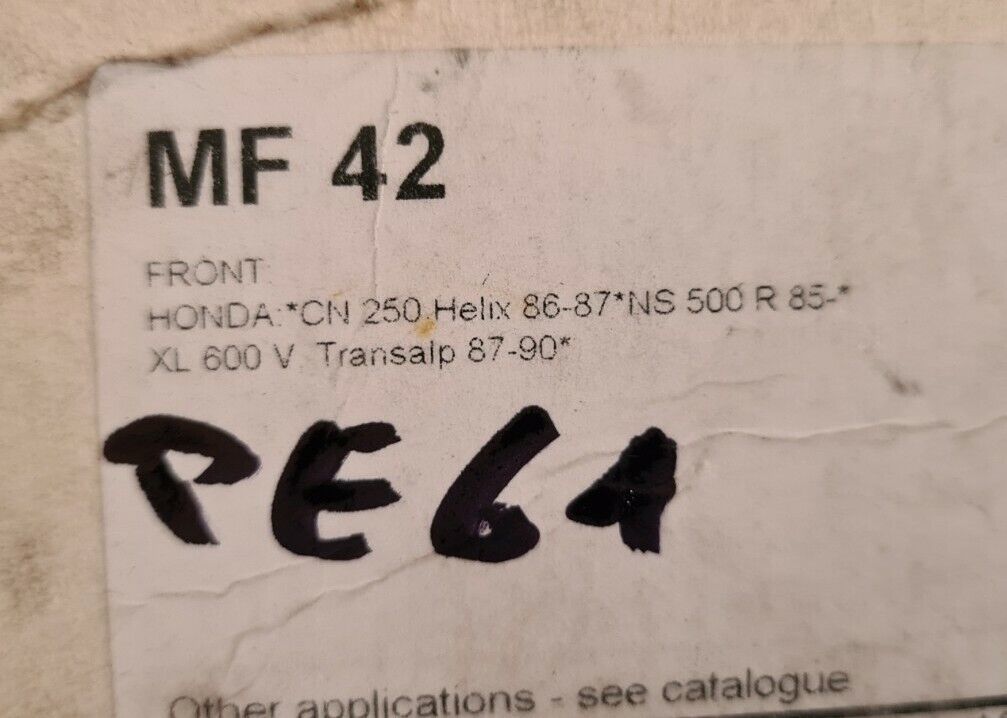 MF 42
FRONT:
HONDA:*CN 250 Helix 86-87*NS 500 R 85-*
XL 600 V Transalp 87-90*
PE61
Other applications - see catalogue